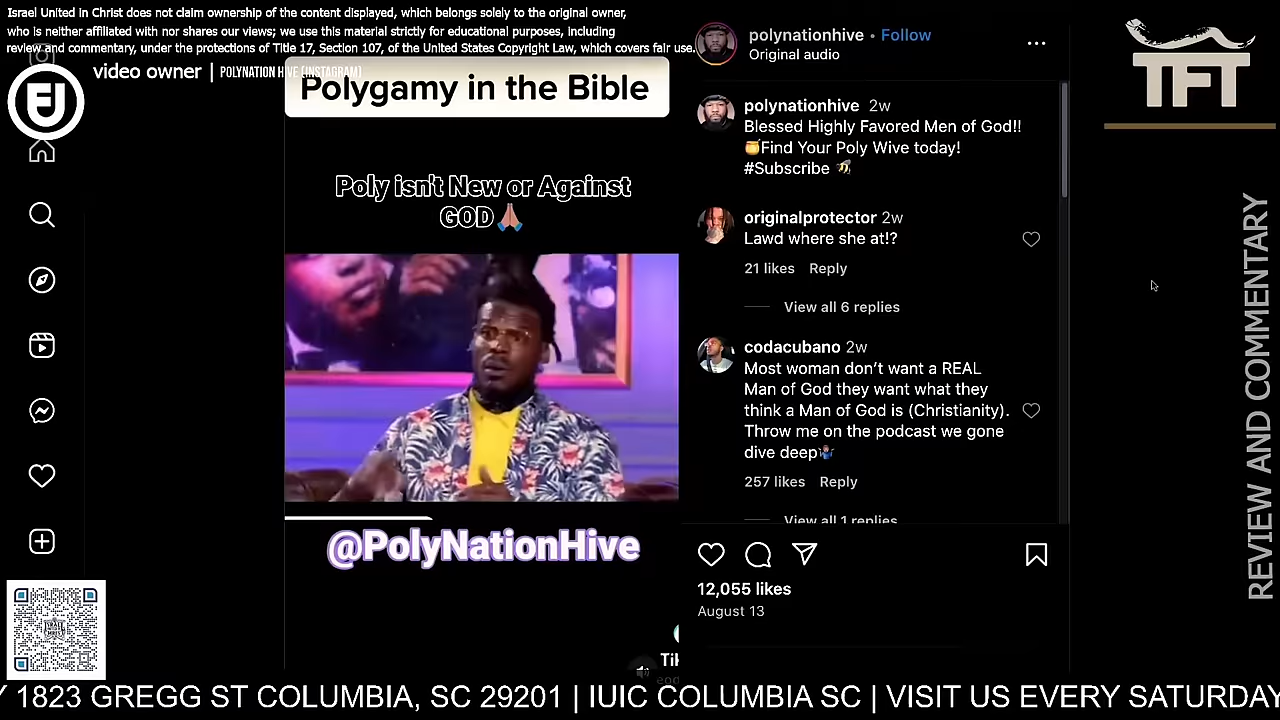 Israel United in Christ does not claim ownership of the content displayed, which belongs solely to the original owner,
who is neither affiliated with nor shares our views; we use this material strictly for educational purposes, including
review and commentary, under the protections of Title 17, Section 107, of the United States Copyright Law, which covers fair use.
video owner | POLYNATION HIVE (INSTAGRAM)
Polygamy in the Bible
Poly isn't New or Against
GOD🙏
@PolyNationHive
polynationhive • Follow
Original audio
polynationhive 2w
Blessed Highly Favored Men of God!!
🍯Find Your Poly Wive today!
#Subscribe 🐝
originalprotector 2w
Lawd where she at!?
21 likes Reply
View all 6 replies
codacubano 2w
Most woman don’t want a REAL
Man of God they want what they
think a Man of God is (Christianity).
Throw me on the podcast we gone
dive deep🤷🏾‍♂️
257 likes Reply
View all 1 replies
12,055 likes
August 13
TFT
REVIEW AND COMMENTARY
Y 1823 GREGG ST COLUMBIA, SC 29201 | IUIC COLUMBIA SC | VISIT US EVERY SATURDAY